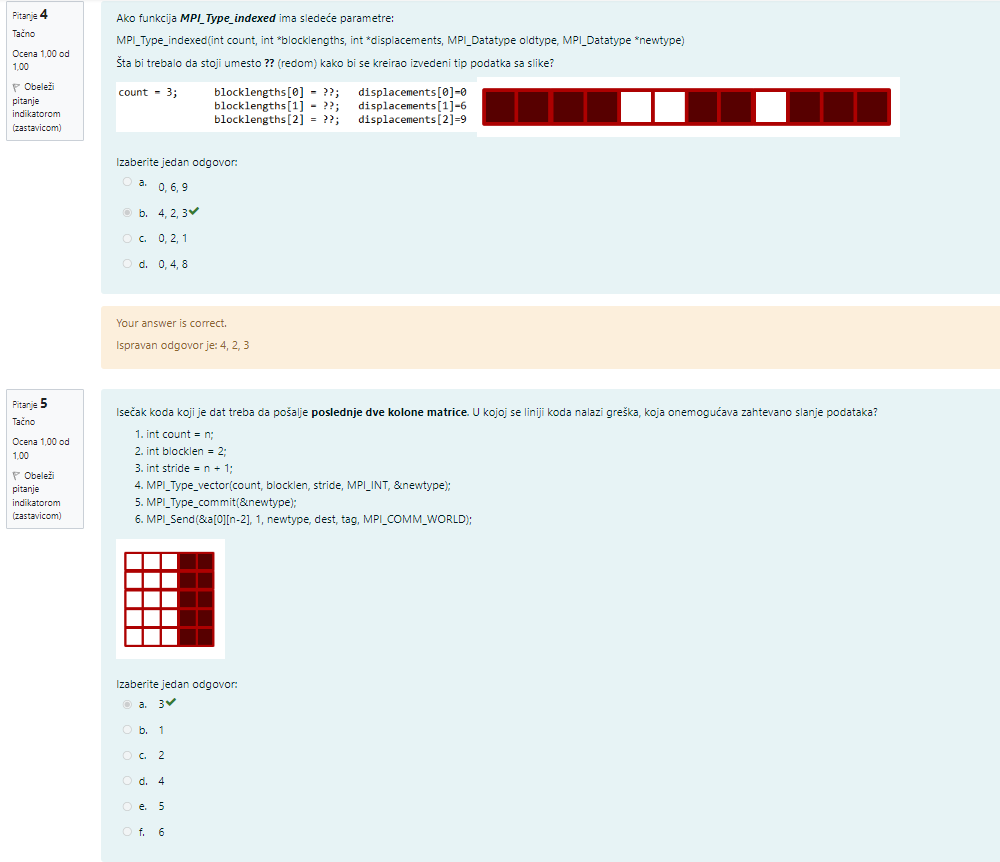 Pitanje 4
Tačno
Ocena 1,00 od
1,00
Obeleži
pitanje
indikatorom
(zastavicom)
Ako funkcija MPI_Type_indexed ima sledeće parametre:
MPI_Type_indexed(int count, int *blocklengths, int *displacements, MPI_Datatype oldtype, MPI_Datatype *newtype)
Šta bi trebalo da stoji umesto ?? (redom) kako bi se kreirao izvedeni tip podatka sa slike?
count = 3; blocklengths[0] = ??; displacements[0]=0
blocklengths[1] = ??; displacements[1]=6
blocklengths[2] = ??; displacements[2]=9
Izaberite jedan odgovor:
a. 0, 6, 9
b. 4, 2, 3
c. 0, 2, 1
d. 0, 4, 8
Your answer is correct.
Ispravan odgovor je: 4, 2, 3
Pitanje 5
Tačno
Ocena 1,00 od
1,00
Obeleži
pitanje
indikatorom
(zastavicom)
Isečak koda koji je dat treba da pošalje poslednje dve kolone matrice. U kojoj se liniji koda nalazi greška, koja onemogućava zahtevano slanje podataka?
1. int count = n;
2. int blocklen = 2;
3. int stride = n + 1;
4. MPI_Type_vector(count, blocklen, stride, MPI_INT, &newtype);
5. MPI_Type_commit(&newtype);
6. MPI_Send(&a[0][n-2], 1, newtype, dest, tag, MPI_COMM_WORLD);
Izaberite jedan odgovor:
a. 3
b. 1
c. 2
d. 4
e. 5
f. 6